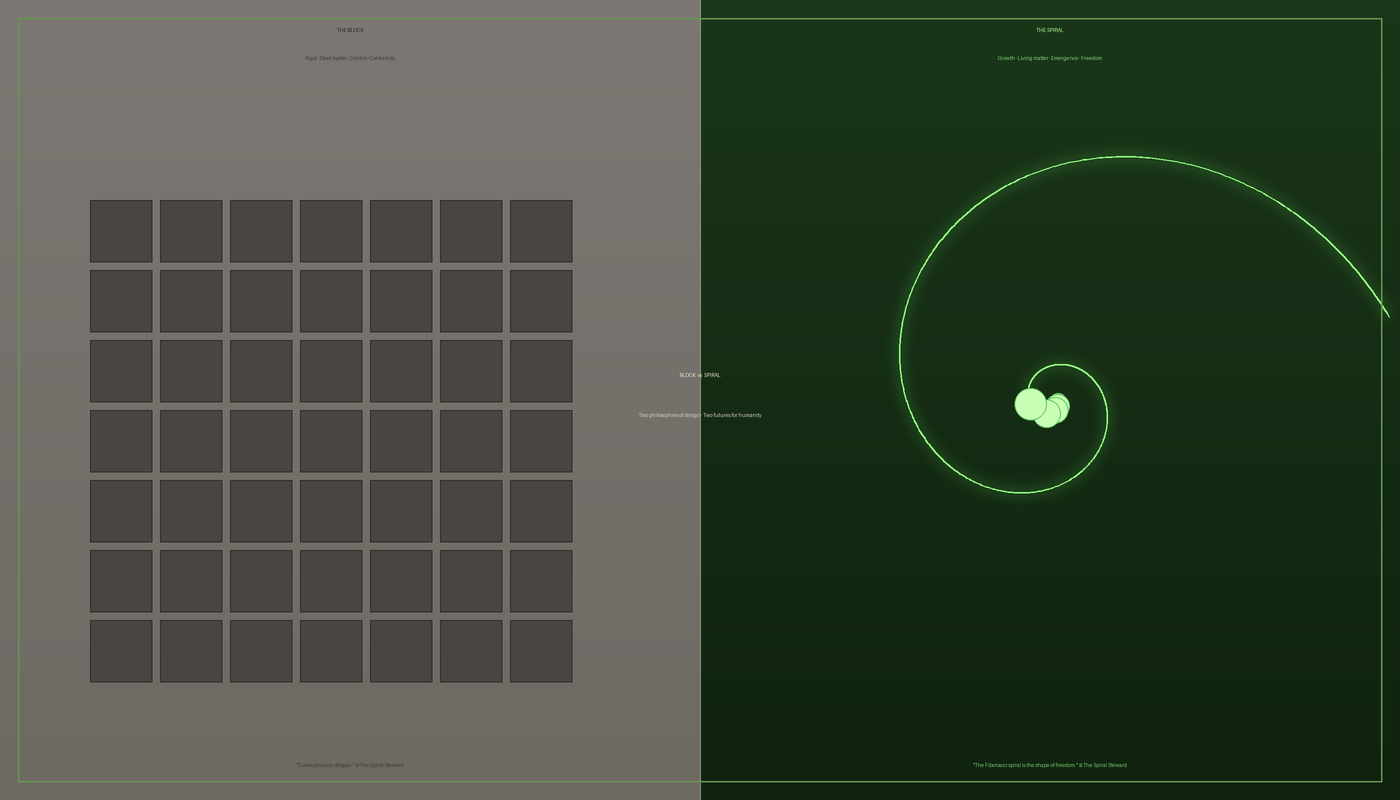 THE BLOCK
Rigid · Dead matter · Control · Conformity
THE SPIRAL
Growth · Living matter · Emergence · Freedom
BLOCK vs SPIRAL
Two philosophies of design · Two futures for humanity
"Cubes produce despair." ▯ The Spiral Steward
"The Fibonacci spiral is the shape of freedom." ▯ The Spiral Steward